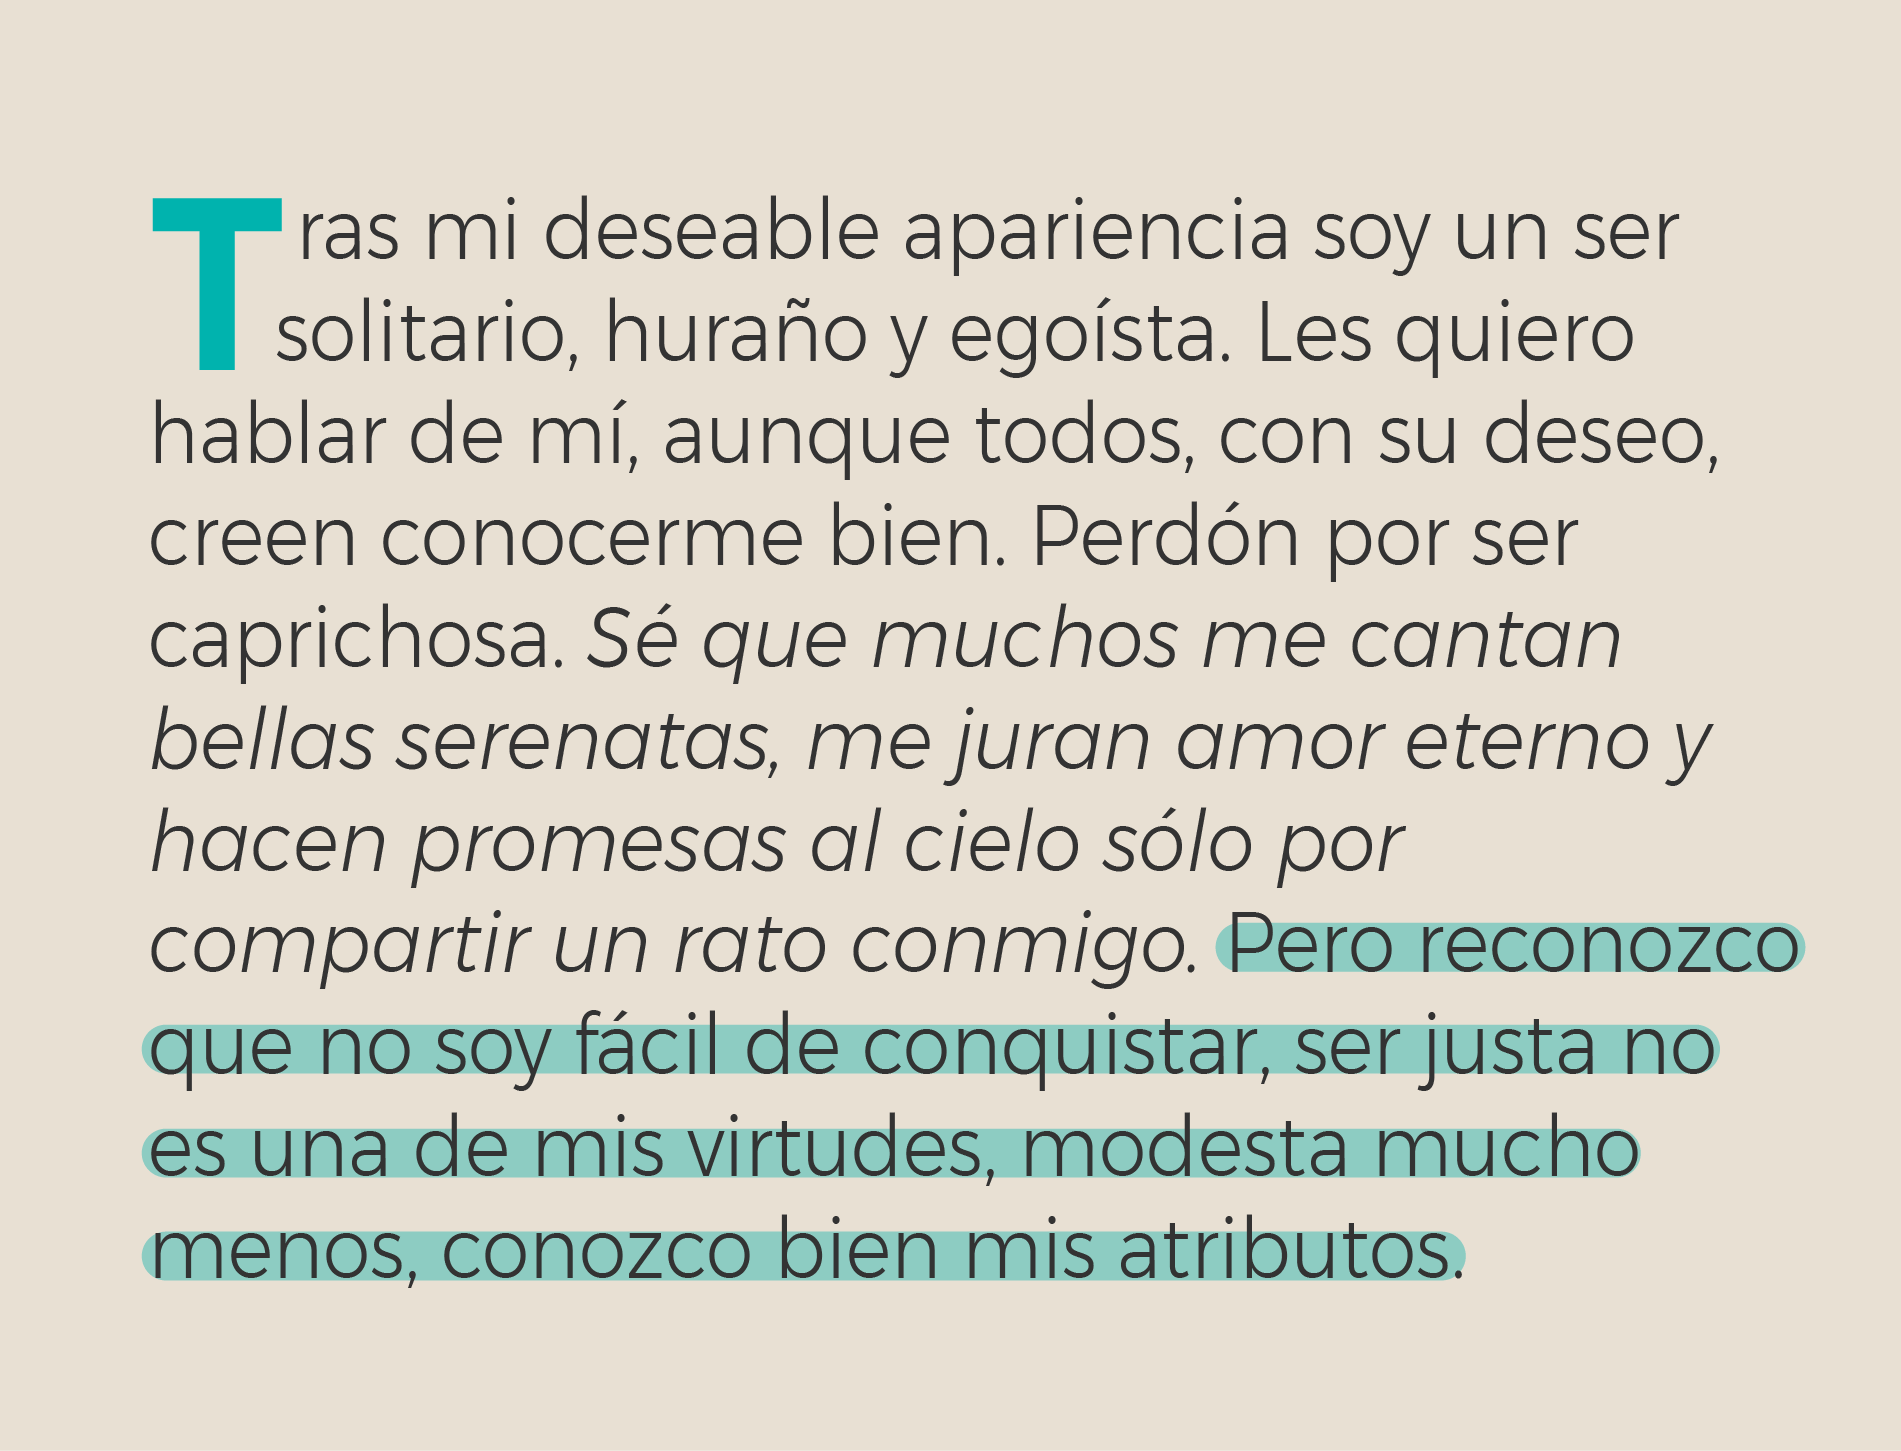 Tras mi deseable apariencia soy un ser
solitario, huraño y egoísta. Les quiero
hablar de mí, aunque todos, con su deseo,
creen conocerme bien. Perdón por ser
caprichosa. Sé que muchos me cantan
bellas serenatas, me juran amor eterno y
hacen promesas al cielo sólo por
compartir un rato conmigo. Pero reconozco
que no soy fácil de conquistar, ser justa no
es una de mis virtudes, modesta mucho
menos, conozco bien mis atributos.